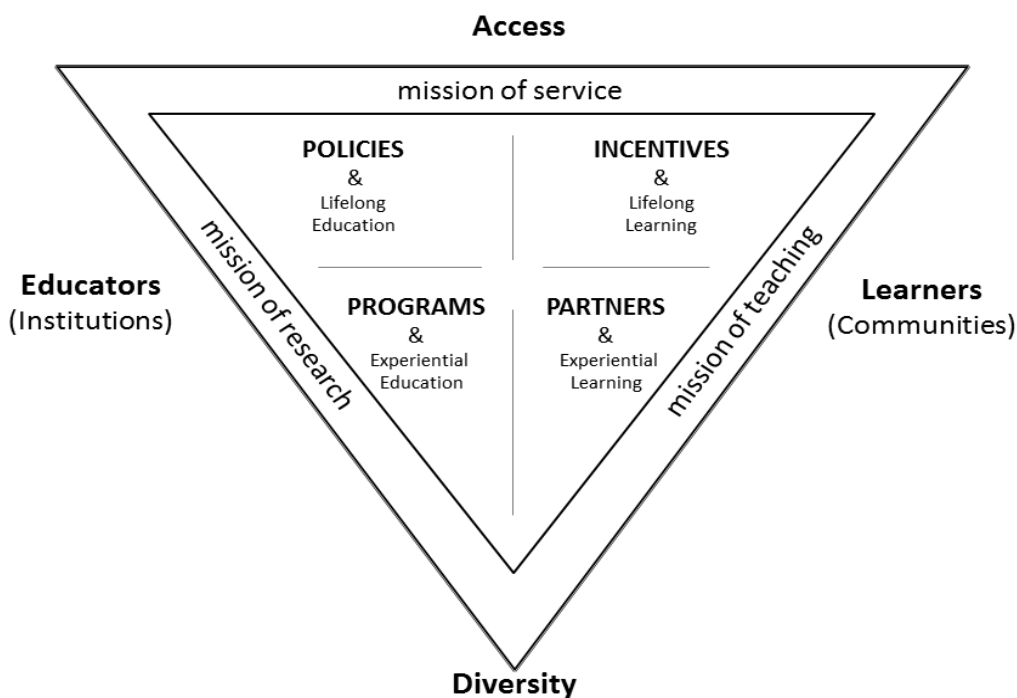 Access
mission of service
POLICIES
&
Lifelong
Education
INCENTIVES
&
Lifelong
Learning
mission of research
mission of teaching
Educators
(Institutions)
Learners
(Communities)
PROGRAMS
&
Experiential
Education
PARTNERS
&
Experiential
Learning
Diversity